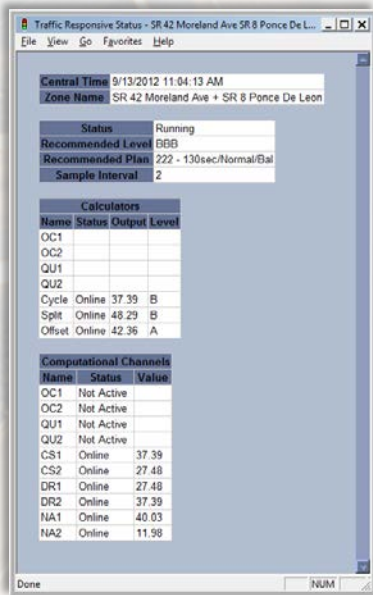 Traffic Responsive Status - SR 42 Moreland Ave SR 8 Ponce De L...
File View Go Favorites Help
Central Time 9/13/2012 11:04:13 AM
Zone Name SR 42 Moreland Ave + SR 8 Ponce De Leon
Status Running
Recommended Level BBB
Recommended Plan 222 - 130sec/Normal/Bal
Sample Interval 2
Calculators
Name Status Output Level
OC1
OC2
QU1
QU2
Cycle Online 37.39 B
Split Online 48.29 B
Offset Online 42.36 A
Computational Channels
Name Status Value
OC1 Not Active
OC2 Not Active
QU1 Not Active
QU2 Not Active
CS1 Online 37.39
CS2 Online 27.48
DR1 Online 27.48
DR2 Online 37.39
NA1 Online 40.03
NA2 Online 11.98
Done NUM